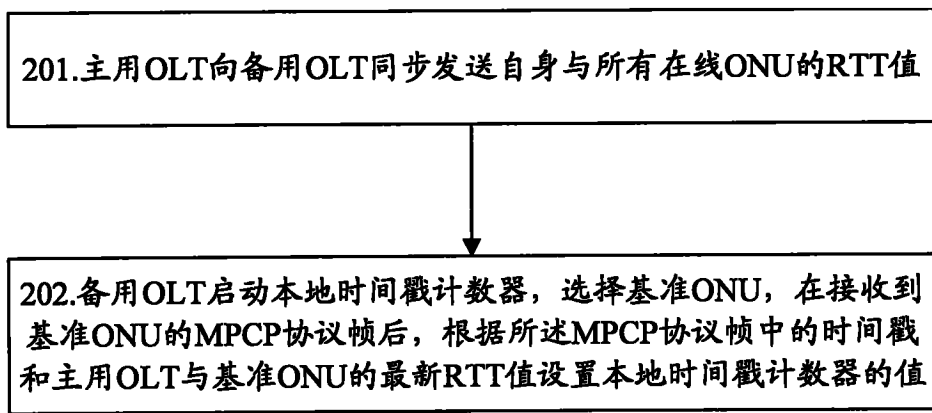 201.主用OLT向备用OLT同步发送自身与所有在线ONU的RTT值
202.备用OLT启动本地时间戳计数器，选择基准ONU，在接收到
基准ONU的MPCP协议帧后，根据所述MPCP协议帧中的时间戳
和主用OLT与基准ONU的最新RTT值设置本地时间戳计数器的值